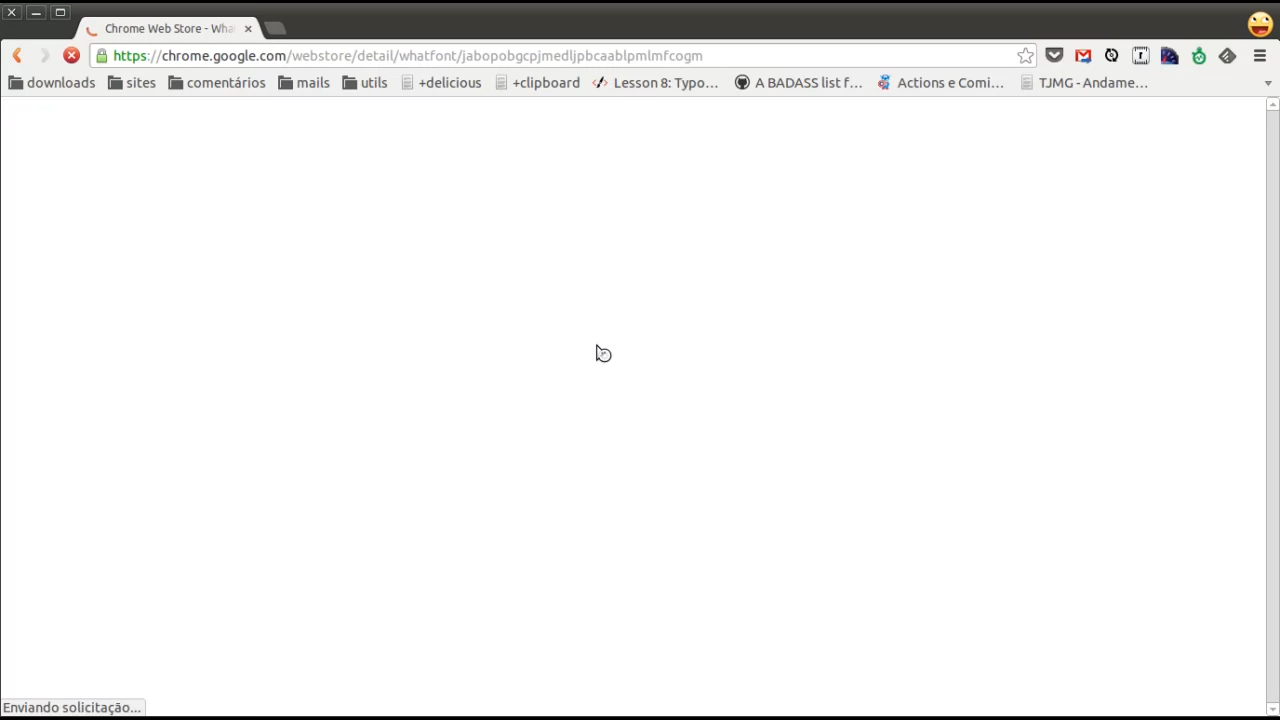 Chrome Web Store - Wha
https://chrome.google.com/webstore/detail/whatfont/jabopobgcpjmedljpbcaablpmlmfcogm
downloads sites comentários mails utils +delicious +clipboard Lesson 8: Typo... A BADASS list f... Actions e Comi... TJMG - Andame...
Enviando solicitação...